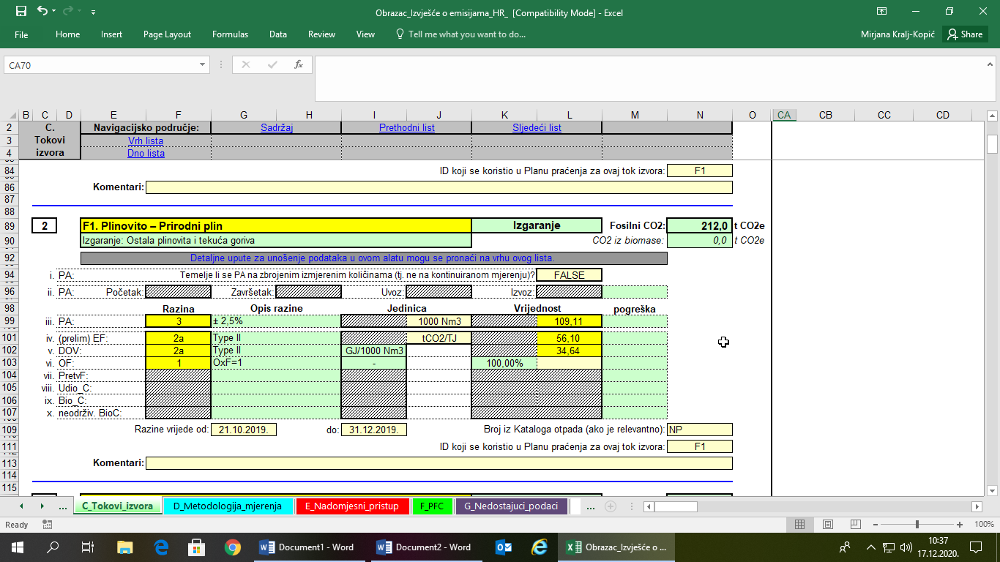 Obrazac_Izvješće o emisijama_HR_ [Compatibility Mode] - Excel
File Home Insert Page Layout Formulas Data Review View Tell me what you want to do... Mirjana Kralj-Kopić Share
CA70 fx
B C D E F G H I J K L M N O CA CB CC CD
2 C. Navigacijsko područje: Sadržaj Prethodni list Sljedeći list
3 Tokovi Vrh lista
4 izvora Dno lista
84 ID koji se koristio u Planu praćenja za ovaj tok izvora: F1
86 Komentari:
87
88
89 2 F1. Plinovito – Prirodni plin Izgaranje Fosilni CO2: 212,0 t CO2e
90 Izgaranje: Ostala plinovita i tekuća goriva CO2 iz biomase: 0,0 t CO2e
92 Detaljne upute za unošenje podataka u ovom alatu mogu se pronaći na vrhu ovog lista.
94 i. PA: Temelje li se PA na zbrojenim izmjerenim količinama (tj. ne na kontinuiranom mjerenju)? FALSE
96 ii. PA: Početak: Završetak: Uvoz: Izvoz:
98 Razina Opis razine Jedinica Vrijednost pogreška
99 iii. PA: 3 ± 2,5% 1000 Nm3 109,11
101 iv. (prelim) EF: 2a Type II tCO2/TJ 56,10
102 v. DOV: 2a Type II GJ/1000 Nm3 34,64
103 vi. OF: 1 OxF=1 - 100,00%
104 vii. PretvF:
105 viii. Udio_C:
106 ix. Bio_C:
107 x. neodrživ. BioC:
109 Razine vrijede od: 21.10.2019. do: 31.12.2019. Broj iz Kataloga otpada (ako je relevantno): NP
111 ID koji se koristio u Planu praćenja za ovaj tok izvora: F1
113 Komentari:
114
115
... C_Tokovi_izvora D_Metodologija_mjerenja E_Nadomjesni_pristup F_PFC G_Nedostajuci_podaci ...
Ready 100%
Document1 - Word Document2 - Word Obrazac_Izvješće o ... 10:37
17.12.2020.